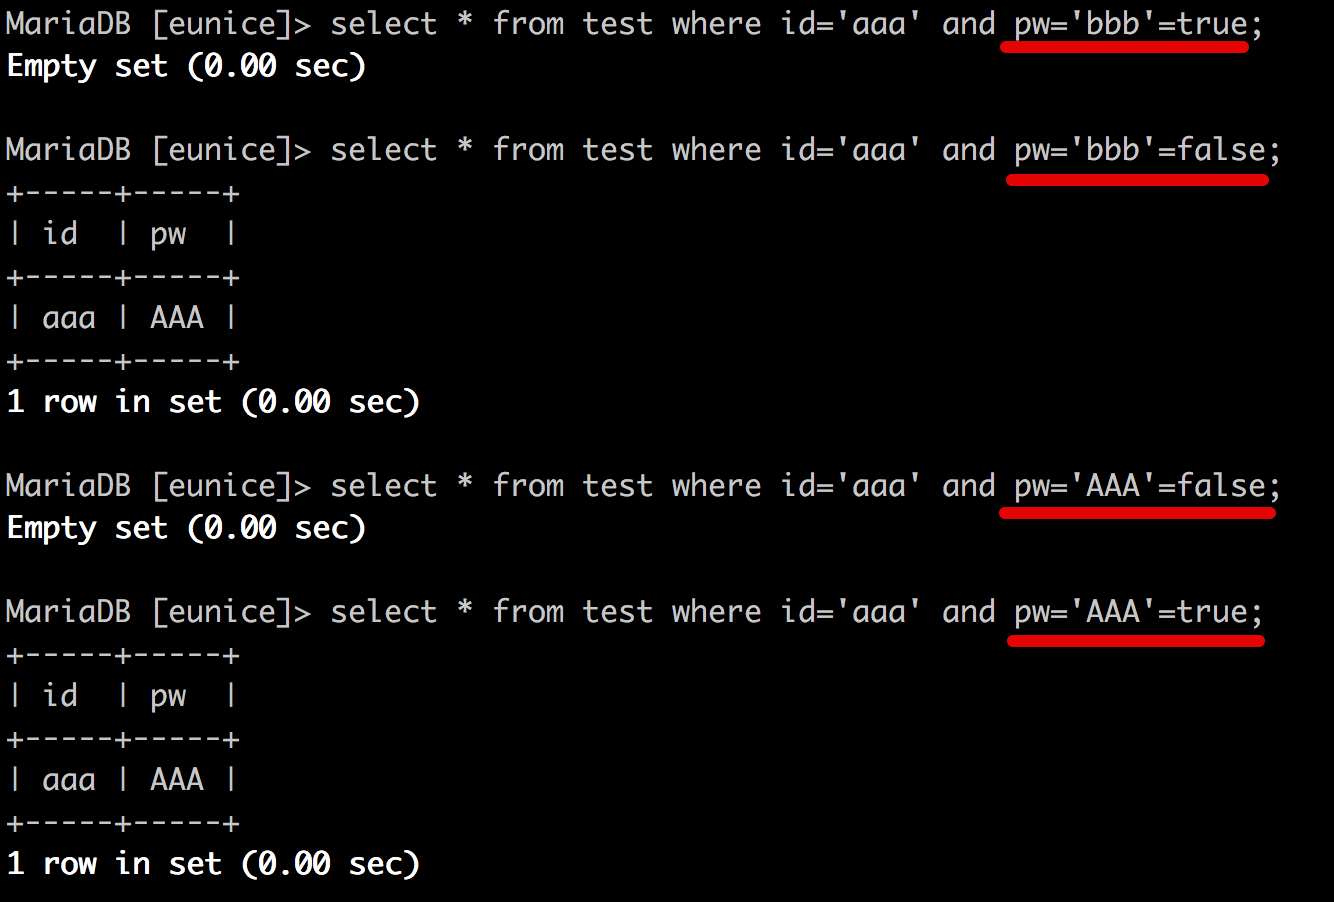 MariaDB [eunice]> select * from test where id='aaa' and pw='bbb'=true;
Empty set (0.00 sec)
MariaDB [eunice]> select * from test where id='aaa' and pw='bbb'=false;
+-----+-----+
| id  | pw  |
+-----+-----+
| aaa | AAA |
+-----+-----+
1 row in set (0.00 sec)
MariaDB [eunice]> select * from test where id='aaa' and pw='AAA'=false;
Empty set (0.00 sec)
MariaDB [eunice]> select * from test where id='aaa' and pw='AAA'=true;
+-----+-----+
| id  | pw  |
+-----+-----+
| aaa | AAA |
+-----+-----+
1 row in set (0.00 sec)